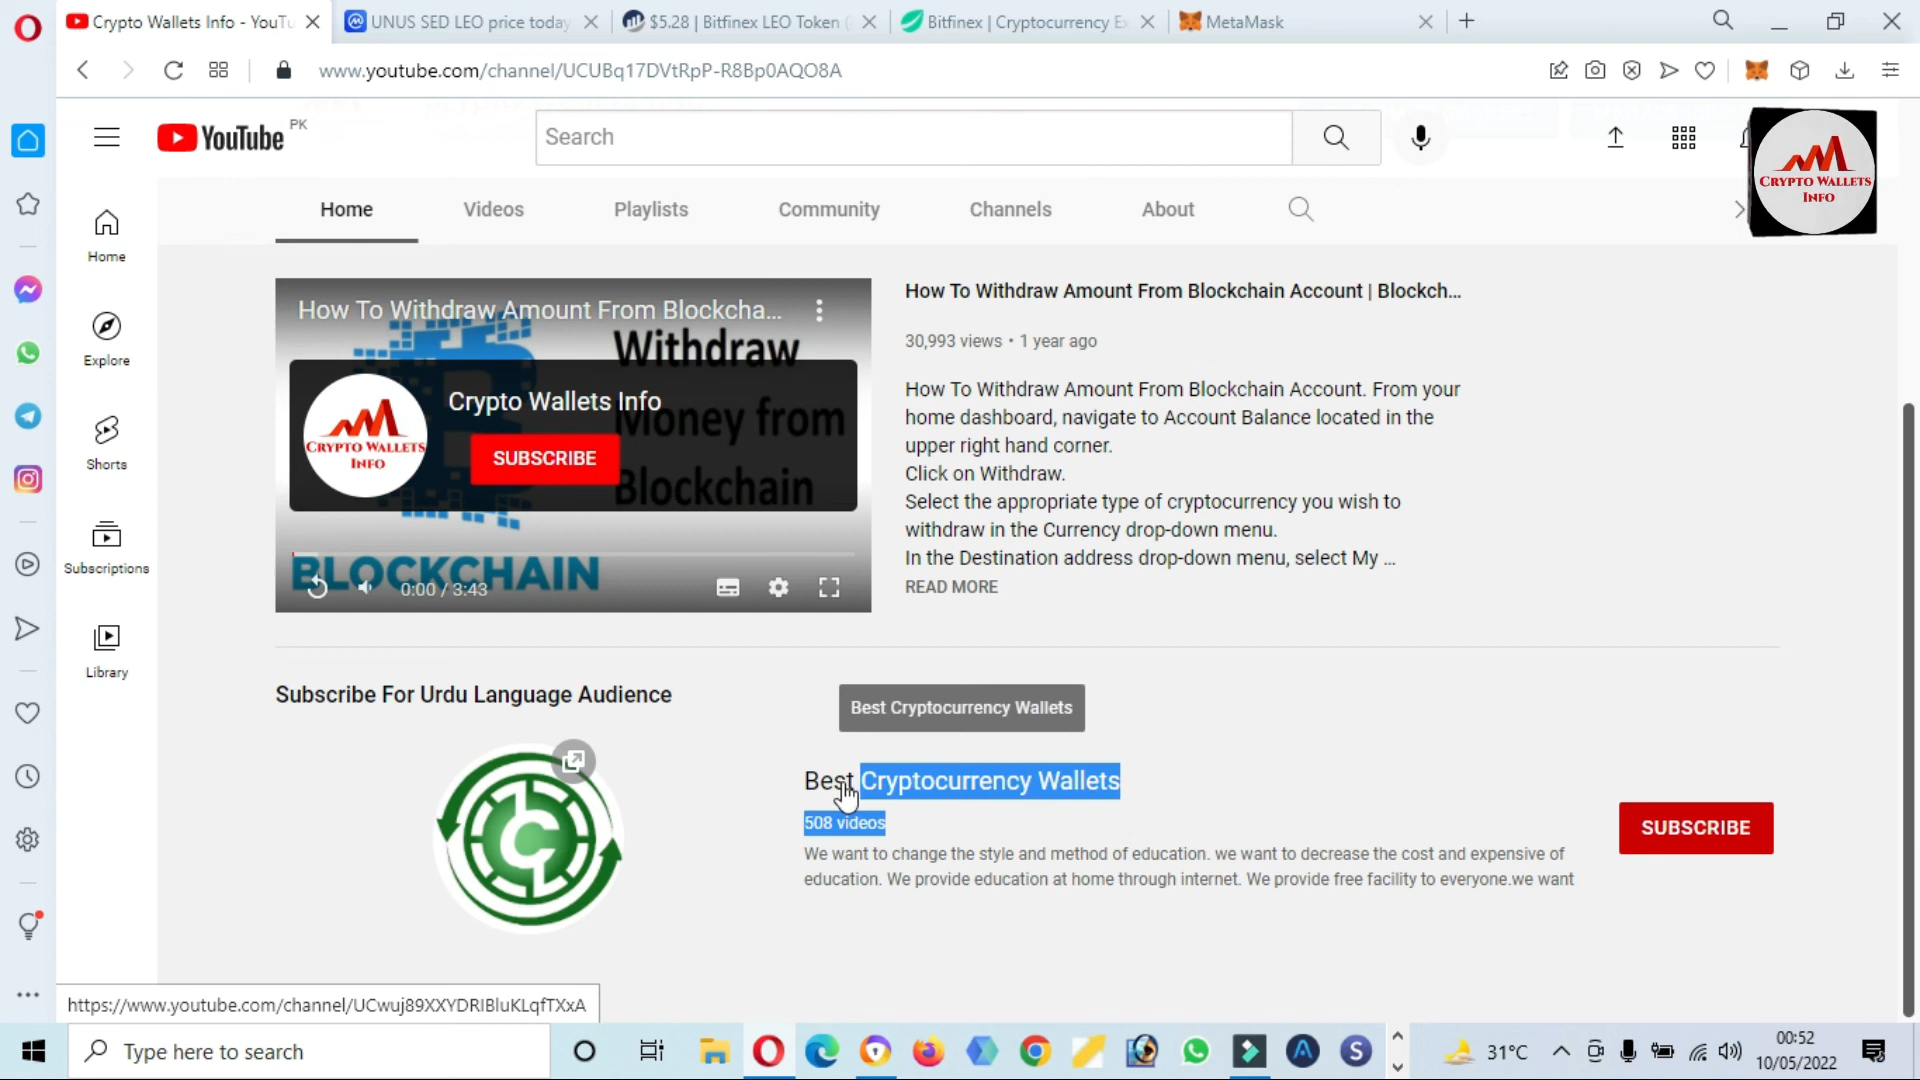 Crypto Wallets Info - YouTu
UNUS SED LEO price today
$5.28 | Bitfinex LEO Token (
Bitfinex | Cryptocurrency Ex
MetaMask
www.youtube.com/channel/UCUBq17DVtRpP-R8Bp0AQO8A
YouTube PK
Search
CRYPTO WALLETS
INFO
Home
Videos
Playlists
Community
Channels
About
Home
Explore
Shorts
Subscriptions
Library
How To Withdraw Amount From Blockcha...
Withdraw
Money from
Blockchain
Crypto Wallets Info
SUBSCRIBE
CRYPTO WALLETS
INFO
BLOCKCHAIN
0:00 / 3:43
How To Withdraw Amount From Blockchain Account | Blockch...
30,993 views • 1 year ago
How To Withdraw Amount From Blockchain Account. From your
home dashboard, navigate to Account Balance located in the
upper right hand corner.
Click on Withdraw.
Select the appropriate type of cryptocurrency you wish to
withdraw in the Currency drop-down menu.
In the Destination address drop-down menu, select My ...
READ MORE
Subscribe For Urdu Language Audience
Best Cryptocurrency Wallets
Best Cryptocurrency Wallets
508 videos
We want to change the style and method of education. we want to decrease the cost and expensive of
education. We provide education at home through internet. We provide free facility to everyone.we want
SUBSCRIBE
https://www.youtube.com/channel/UCwuj89XXYDRIBluKLqfTXxA
Type here to search
31°C
00:52
10/05/2022